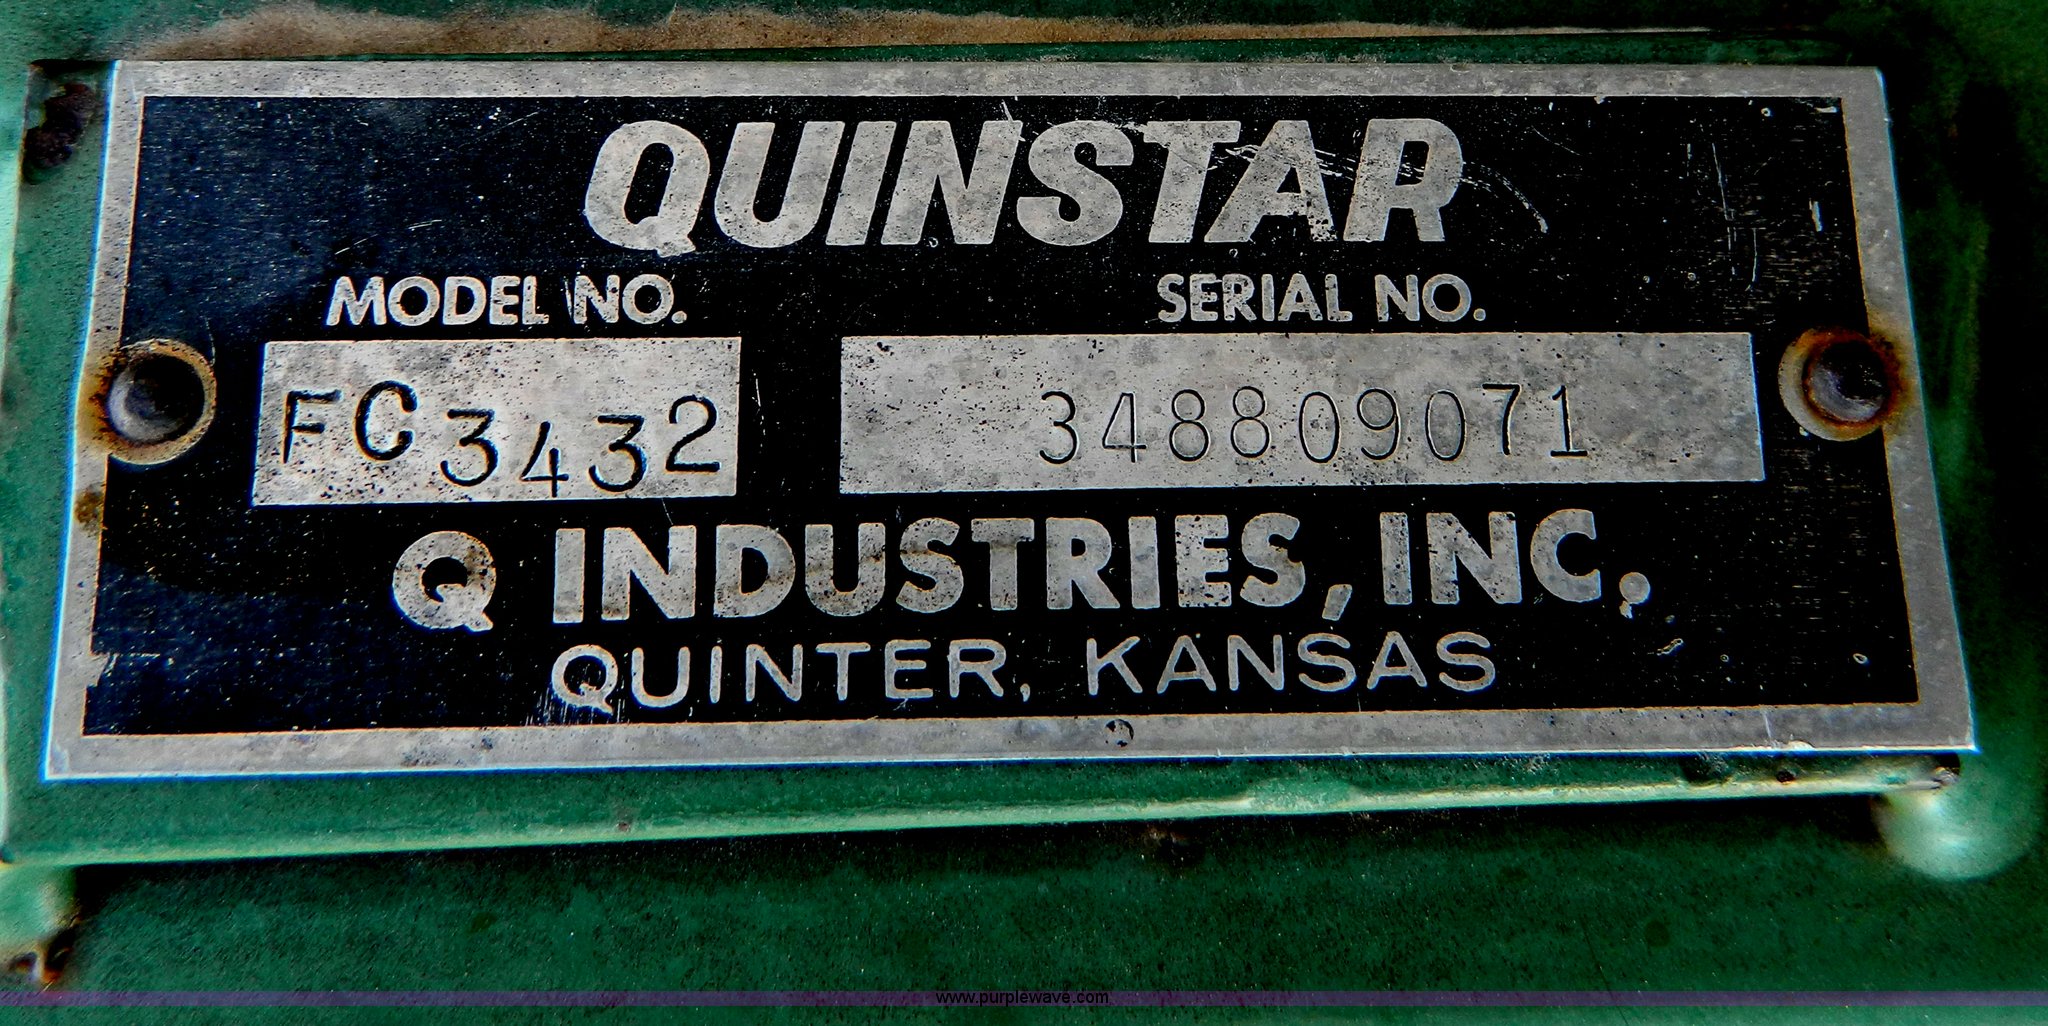 QUINSTAR
MODEL NO. SERIAL NO.
FC3432 348809071
Q INDUSTRIES, INC.
QUINTER, KANSAS
www.purplewave.com